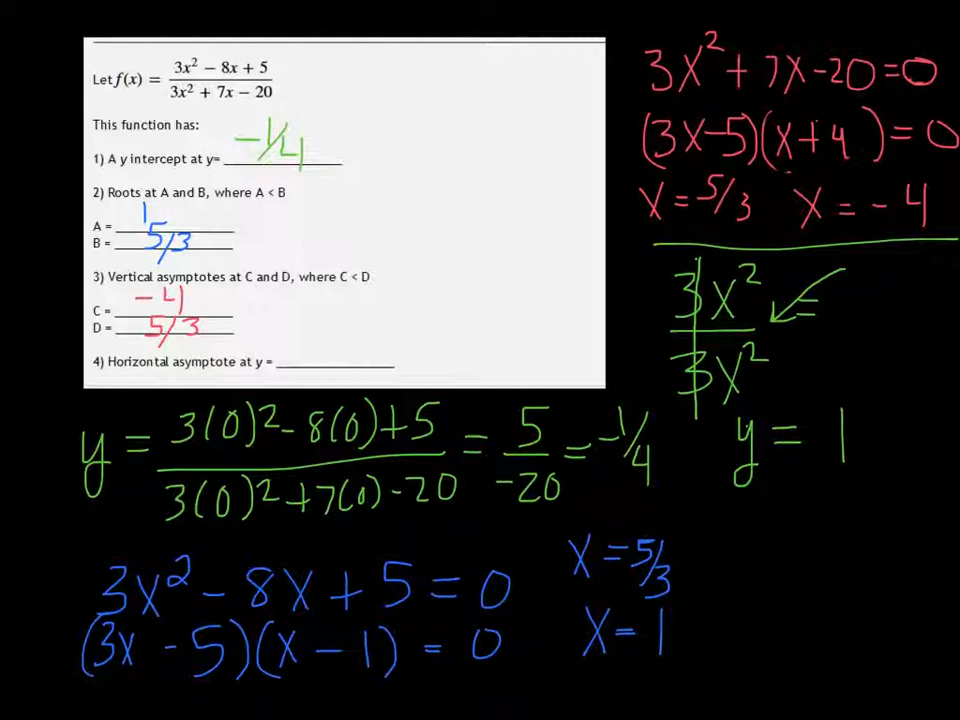 Let f(x) = 3x² − 8x + 5 / 3x² + 7x − 20
This function has:
1) A y intercept at y= -1/4
2) Roots at A and B, where A < B
A = 1
B = 5/3
3) Vertical asymptotes at C and D, where C < D
C = -4
D = 5/3
4) Horizontal asymptote at y = ____
3x² + 7x - 20 = 0
(3x - 5)(x + 4) = 0
x = 5/3 x = -4
3x² / 3x² =
y = 1
y = 3(0)² - 8(0) + 5 / 3(0)² + 7(0) - 20 = 5 / -20 = -1/4
3x² - 8x + 5 = 0
(3x - 5)(x - 1) = 0
x = 5/3
x = 1